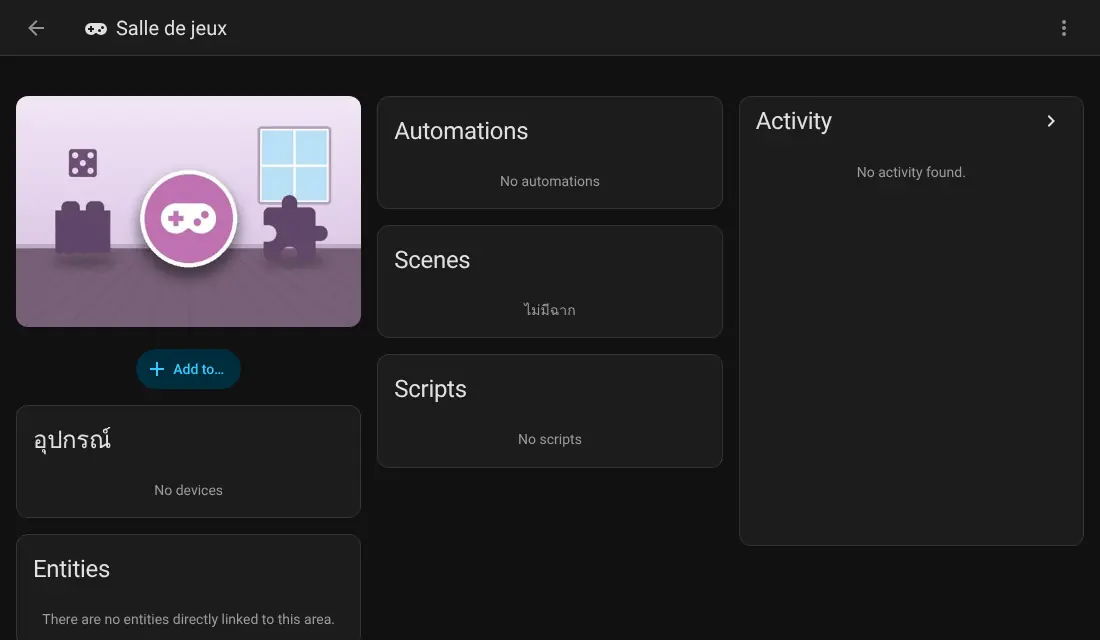 Salle de jeux
Add to...
อุปกรณ์
No devices
Entities
There are no entities directly linked to this area.
Automations
No automations
Scenes
ไม่มีฉาก
Scripts
No scripts
Activity
No activity found.